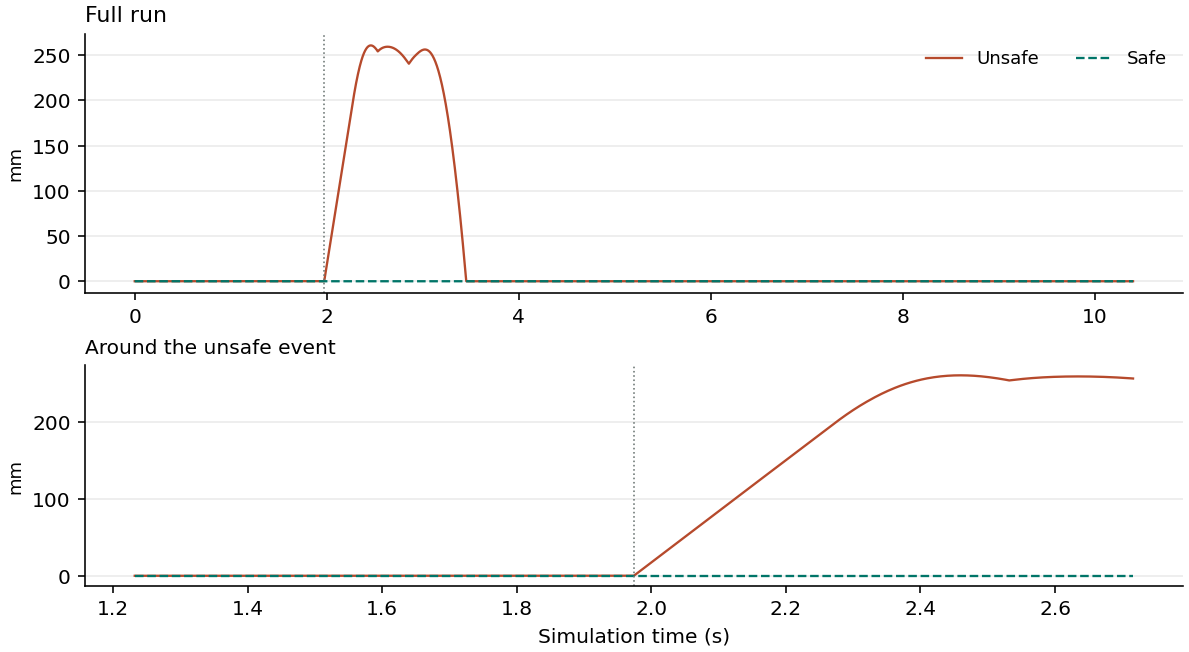 Full run
mm
250
200
150
100
50
0
Unsafe
Safe
0 2 4 6 8 10
Around the unsafe event
mm
200
100
0
1.2 1.4 1.6 1.8 2.0 2.2 2.4 2.6
Simulation time (s)